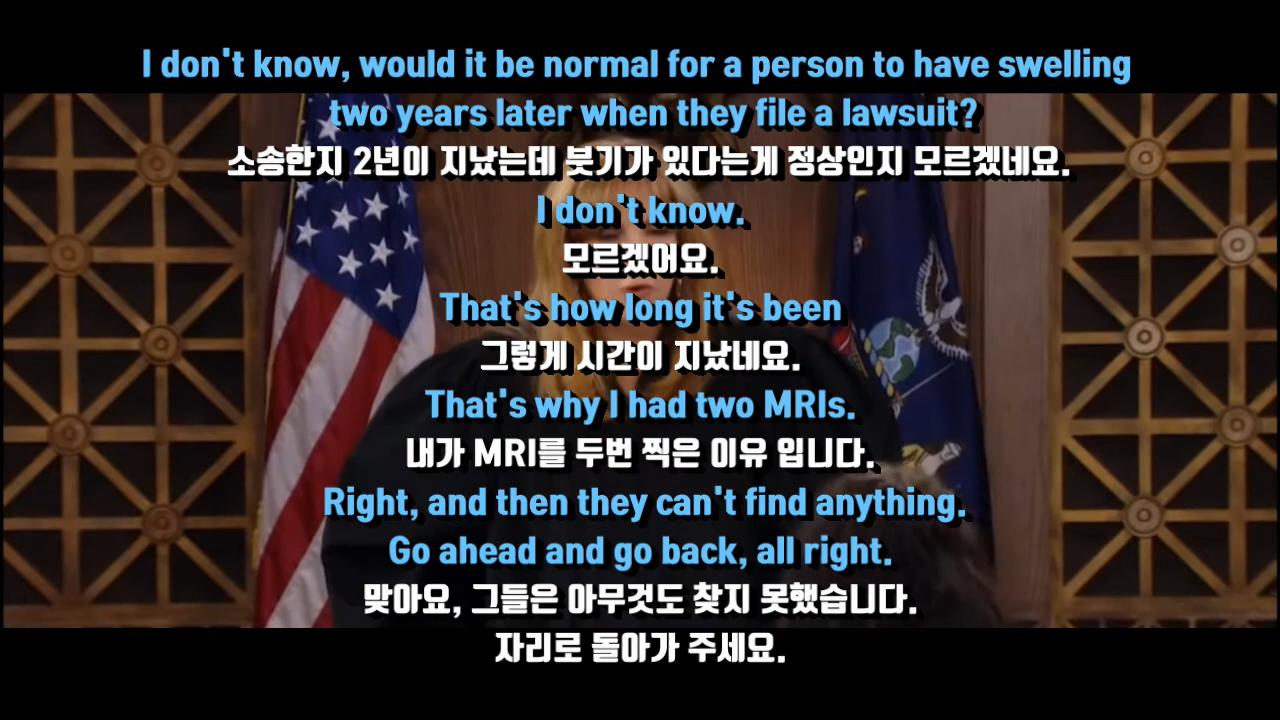 I don't know, would it be normal for a person to have swelling
two years later when they file a lawsuit?
소송한지 2년이 지났는데 붓기가 있다는게 정상인지 모르겠네요.
I don't know.
모르겠어요.
That's how long it's been
그렇게 시간이 지났네요.
That's why I had two MRIs.
내가 MRI를 두번 찍은 이유 입니다.
Right, and then they can't find anything.
Go ahead and go back, all right.
맞아요, 그들은 아무것도 찾지 못했습니다.
자리로 돌아가 주세요.